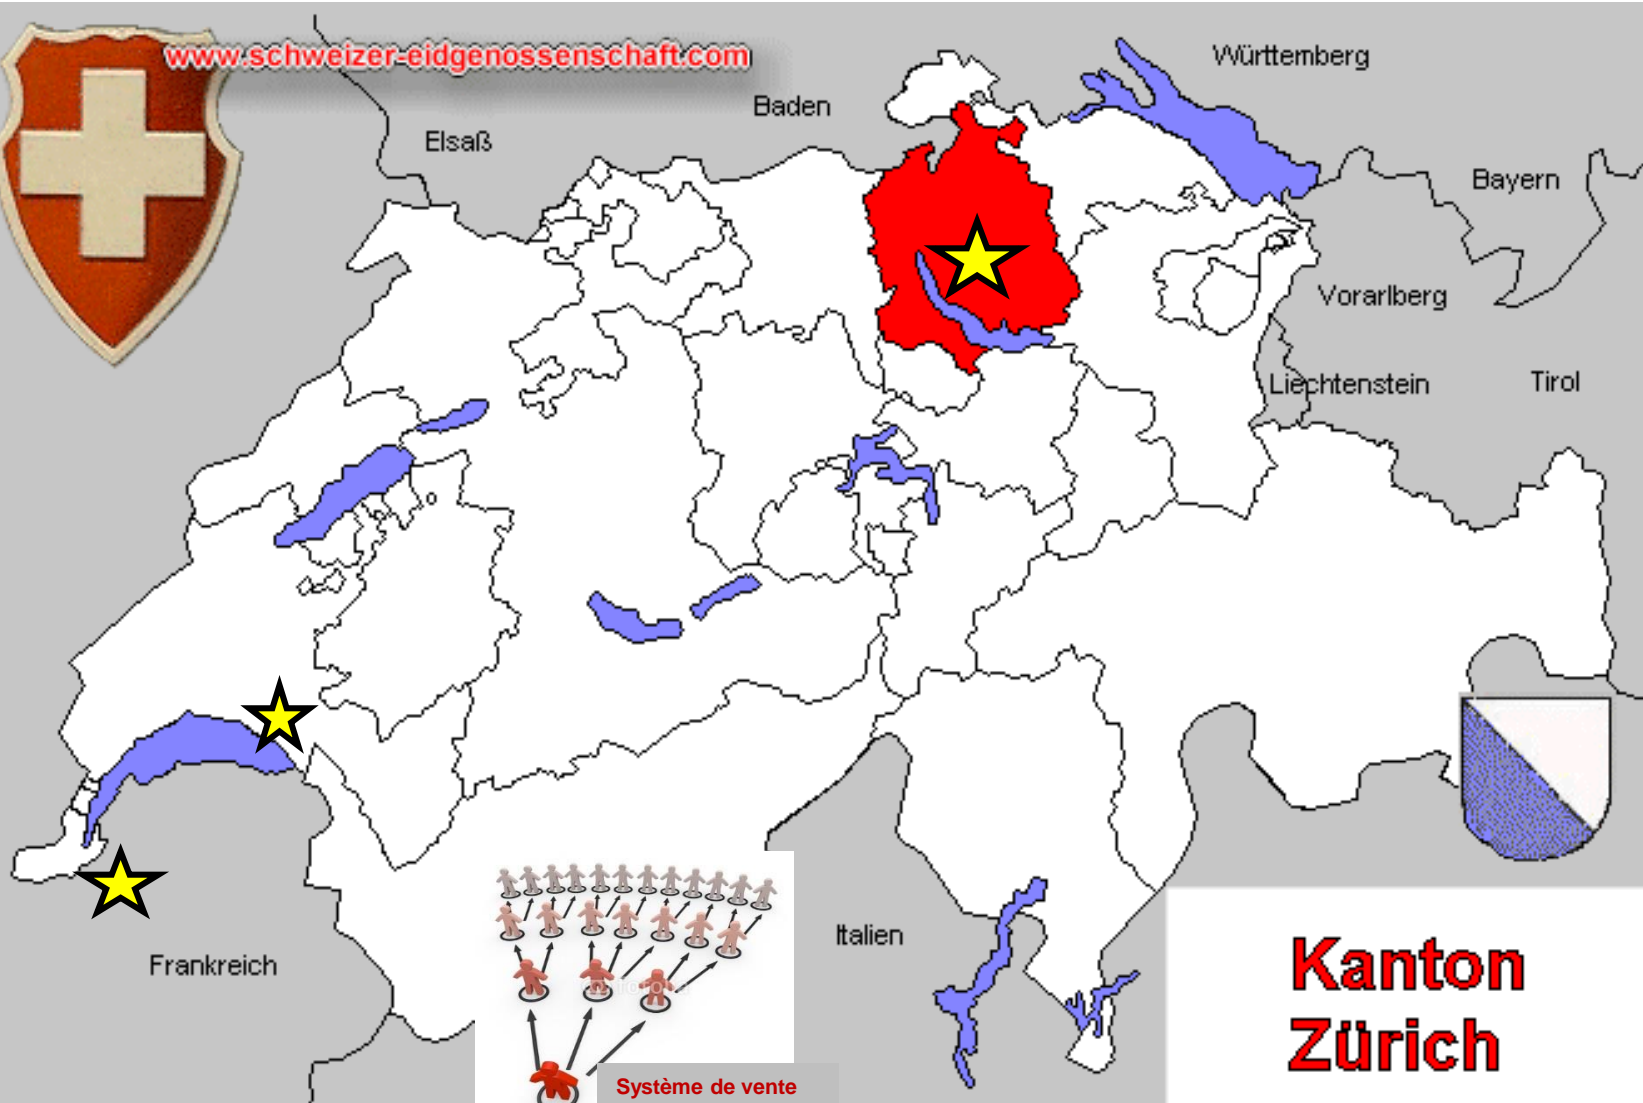 www.schweizer-eidgenossenschaft.com
Württemberg
Baden
Elsaß
Bayern
Vorarlberg
Liechtenstein
Tirol
Italien
Frankreich
Kanton
Zürich
Système de vente